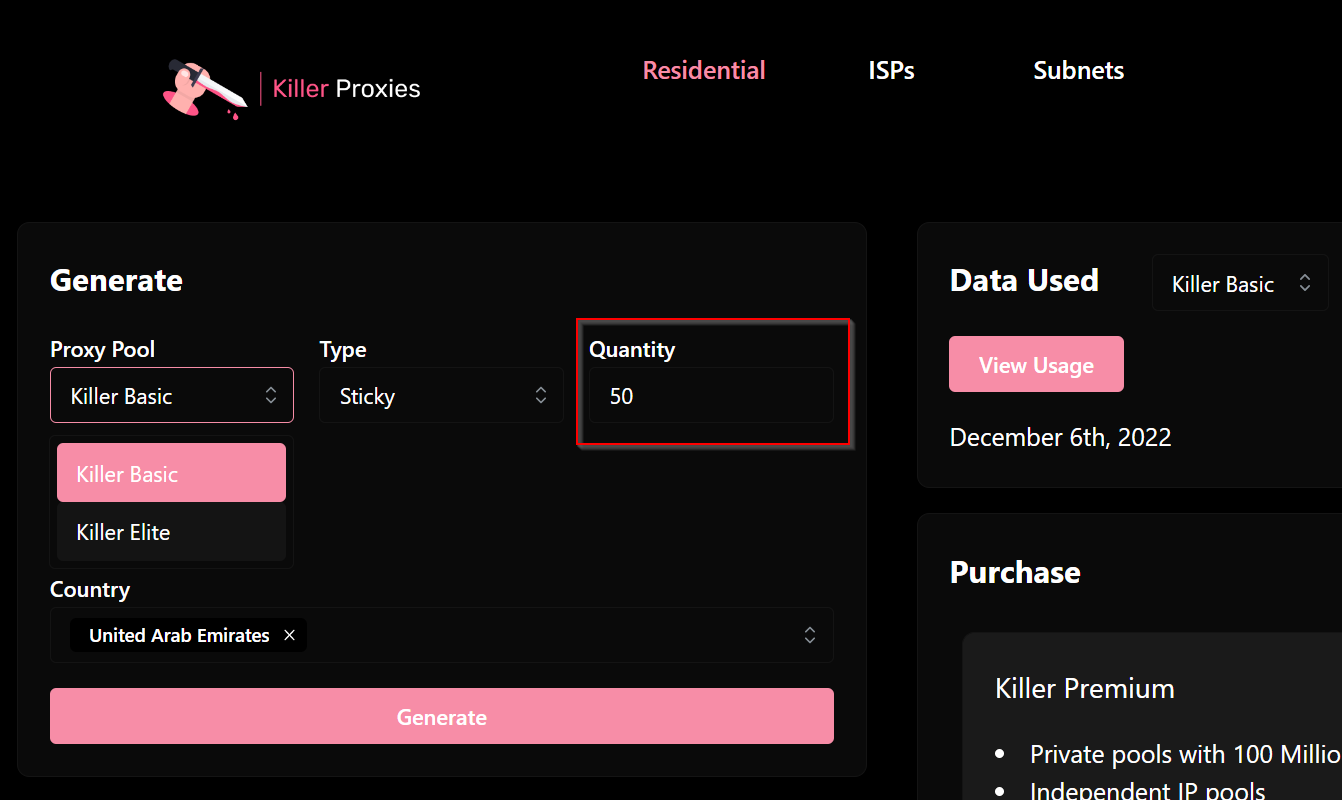 Killer Proxies
Residential
ISPs
Subnets
Generate
Proxy Pool
Type
Quantity
Killer Basic
Sticky
50
Killer Basic
Killer Elite
Country
United Arab Emirates
Generate
Data Used
Killer Basic
View Usage
December 6th, 2022
Purchase
Killer Premium
• Private pools with 100 Millio
• Independent IP pools